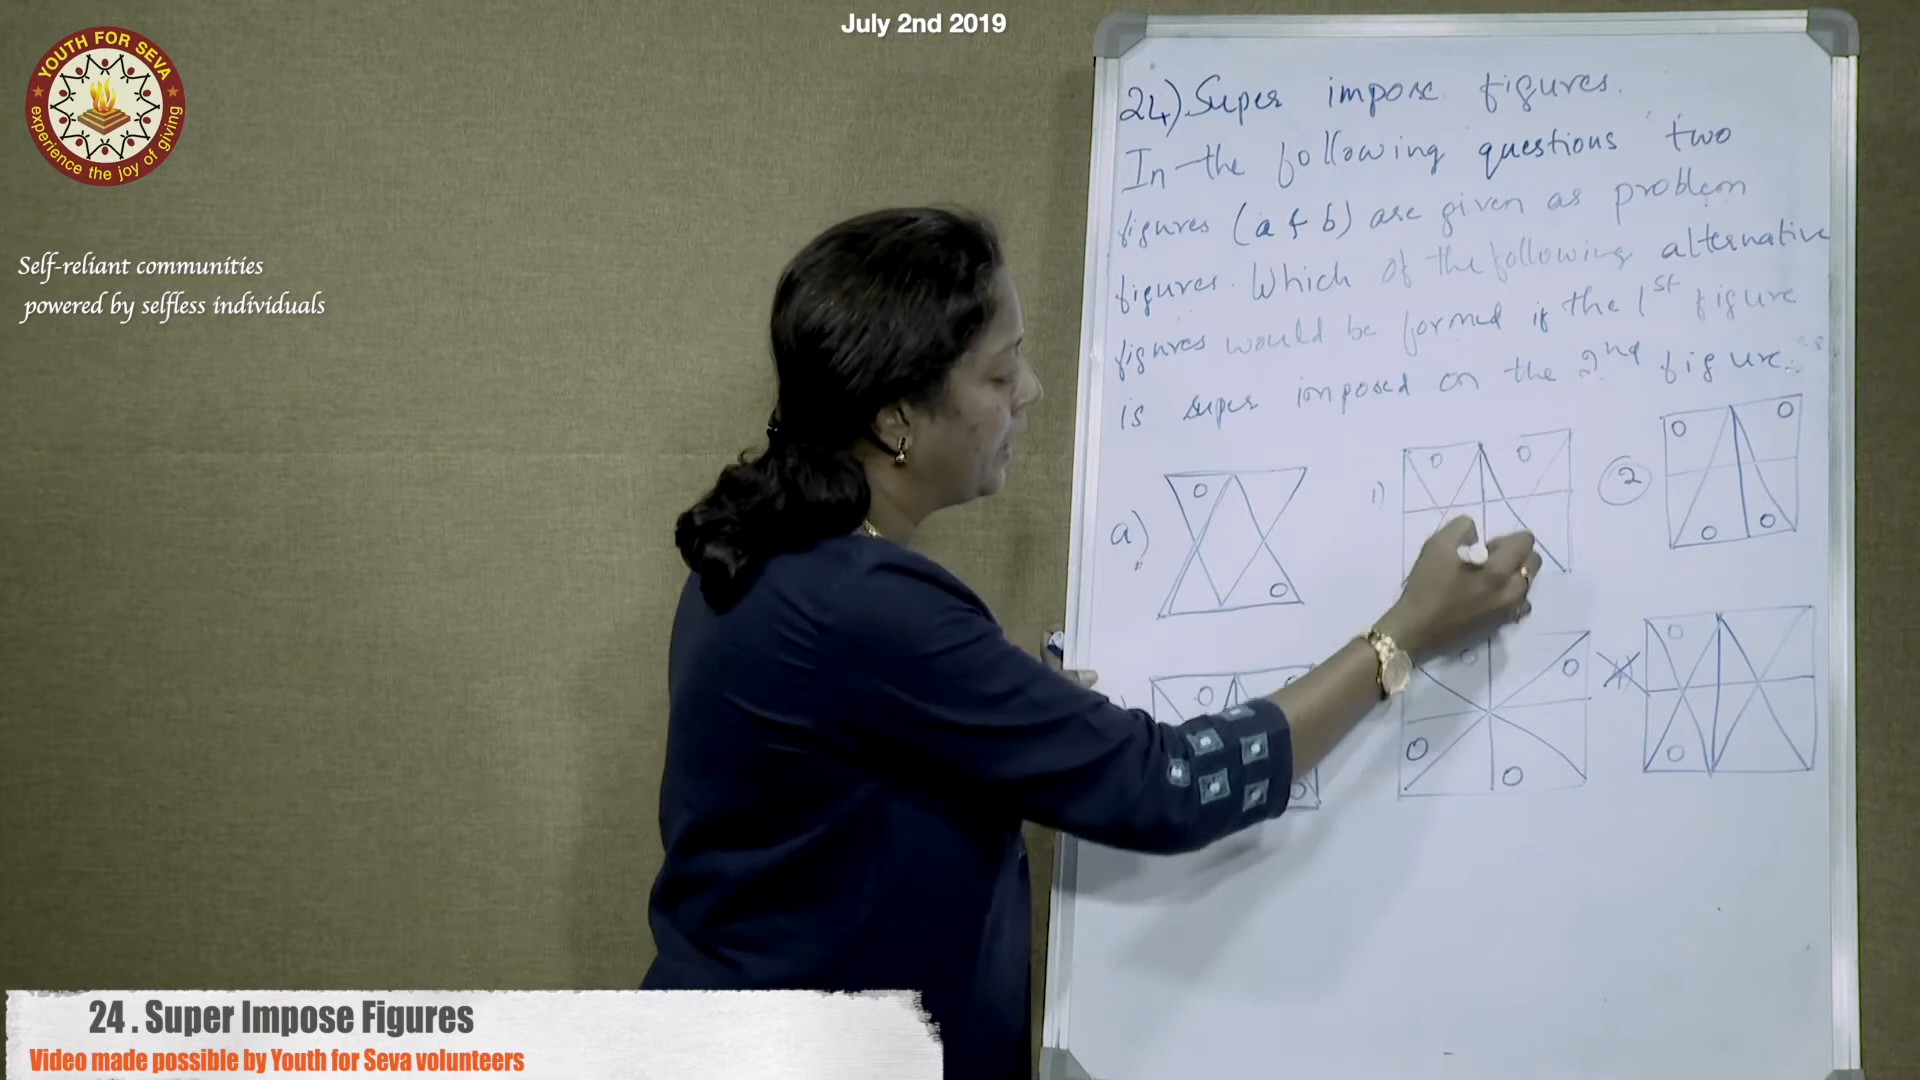 July 2nd 2019
YOUTH FOR SEVA
experience the joy of giving
Self-reliant communities
powered by selfless individuals
24) Super impose figures.
In the following questions two
figures (a & b) are given as problem
figures. Which of the following alternative
figures would be formed if the 1st figure
is super imposed on the 2nd figure.
a)
1)
2
24 . Super Impose Figures
Video made possible by Youth for Seva volunteers